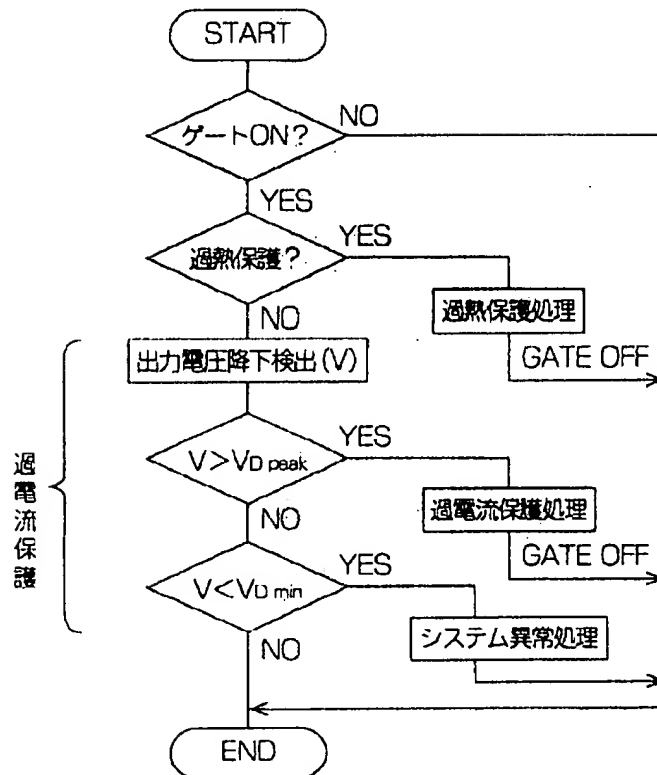 START
ゲートON?
NO
YES
過熱保護?
YES
過熱保護処理
NO
GATE OFF
出力電圧降下検出(V)
過電流保護
V>VD peak
YES
過電流保護処理
NO
GATE OFF
V<VD min
YES
システム異常処理
NO
END